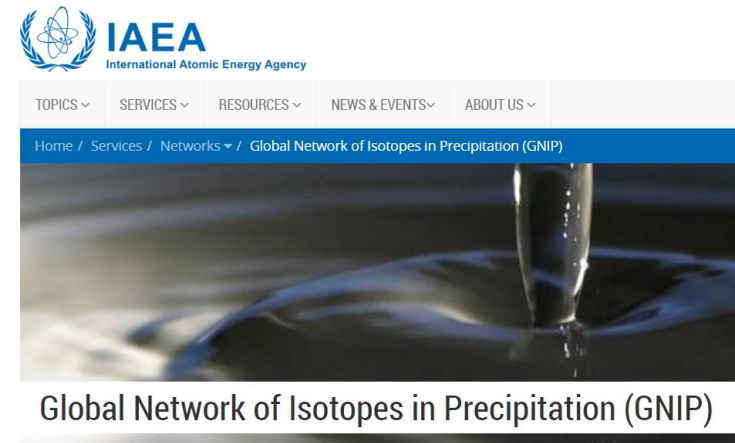 IAEA
International Atomic Energy Agency
TOPICS SERVICES RESOURCES NEWS & EVENTS ABOUT US
Home / Services / Networks / Global Network of Isotopes in Precipitation (GNIP)
Global Network of Isotopes in Precipitation (GNIP)